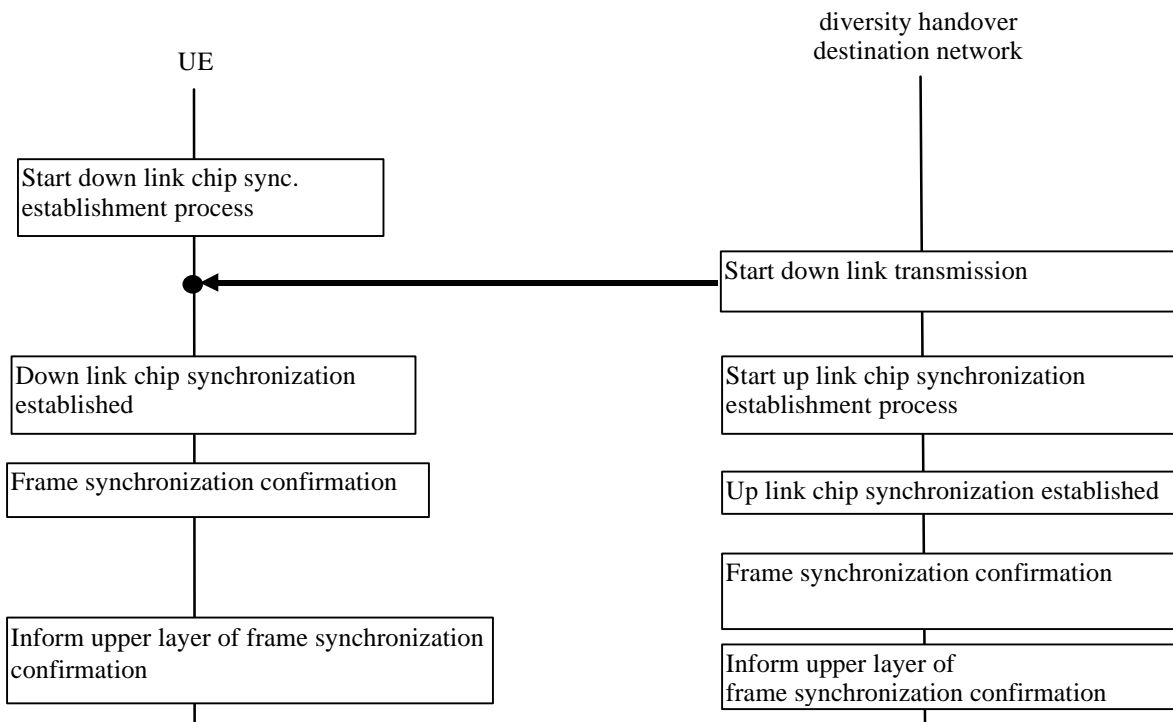 diversity handover
destination network
UE
Start down link chip sync.
establishment process
Start down link transmission
Down link chip synchronization
established
Start up link chip synchronization
establishment process
Frame synchronization confirmation
Up link chip synchronization established
Frame synchronization confirmation
Inform upper layer of frame synchronization
confirmation
Inform upper layer of
frame synchronization confirmation